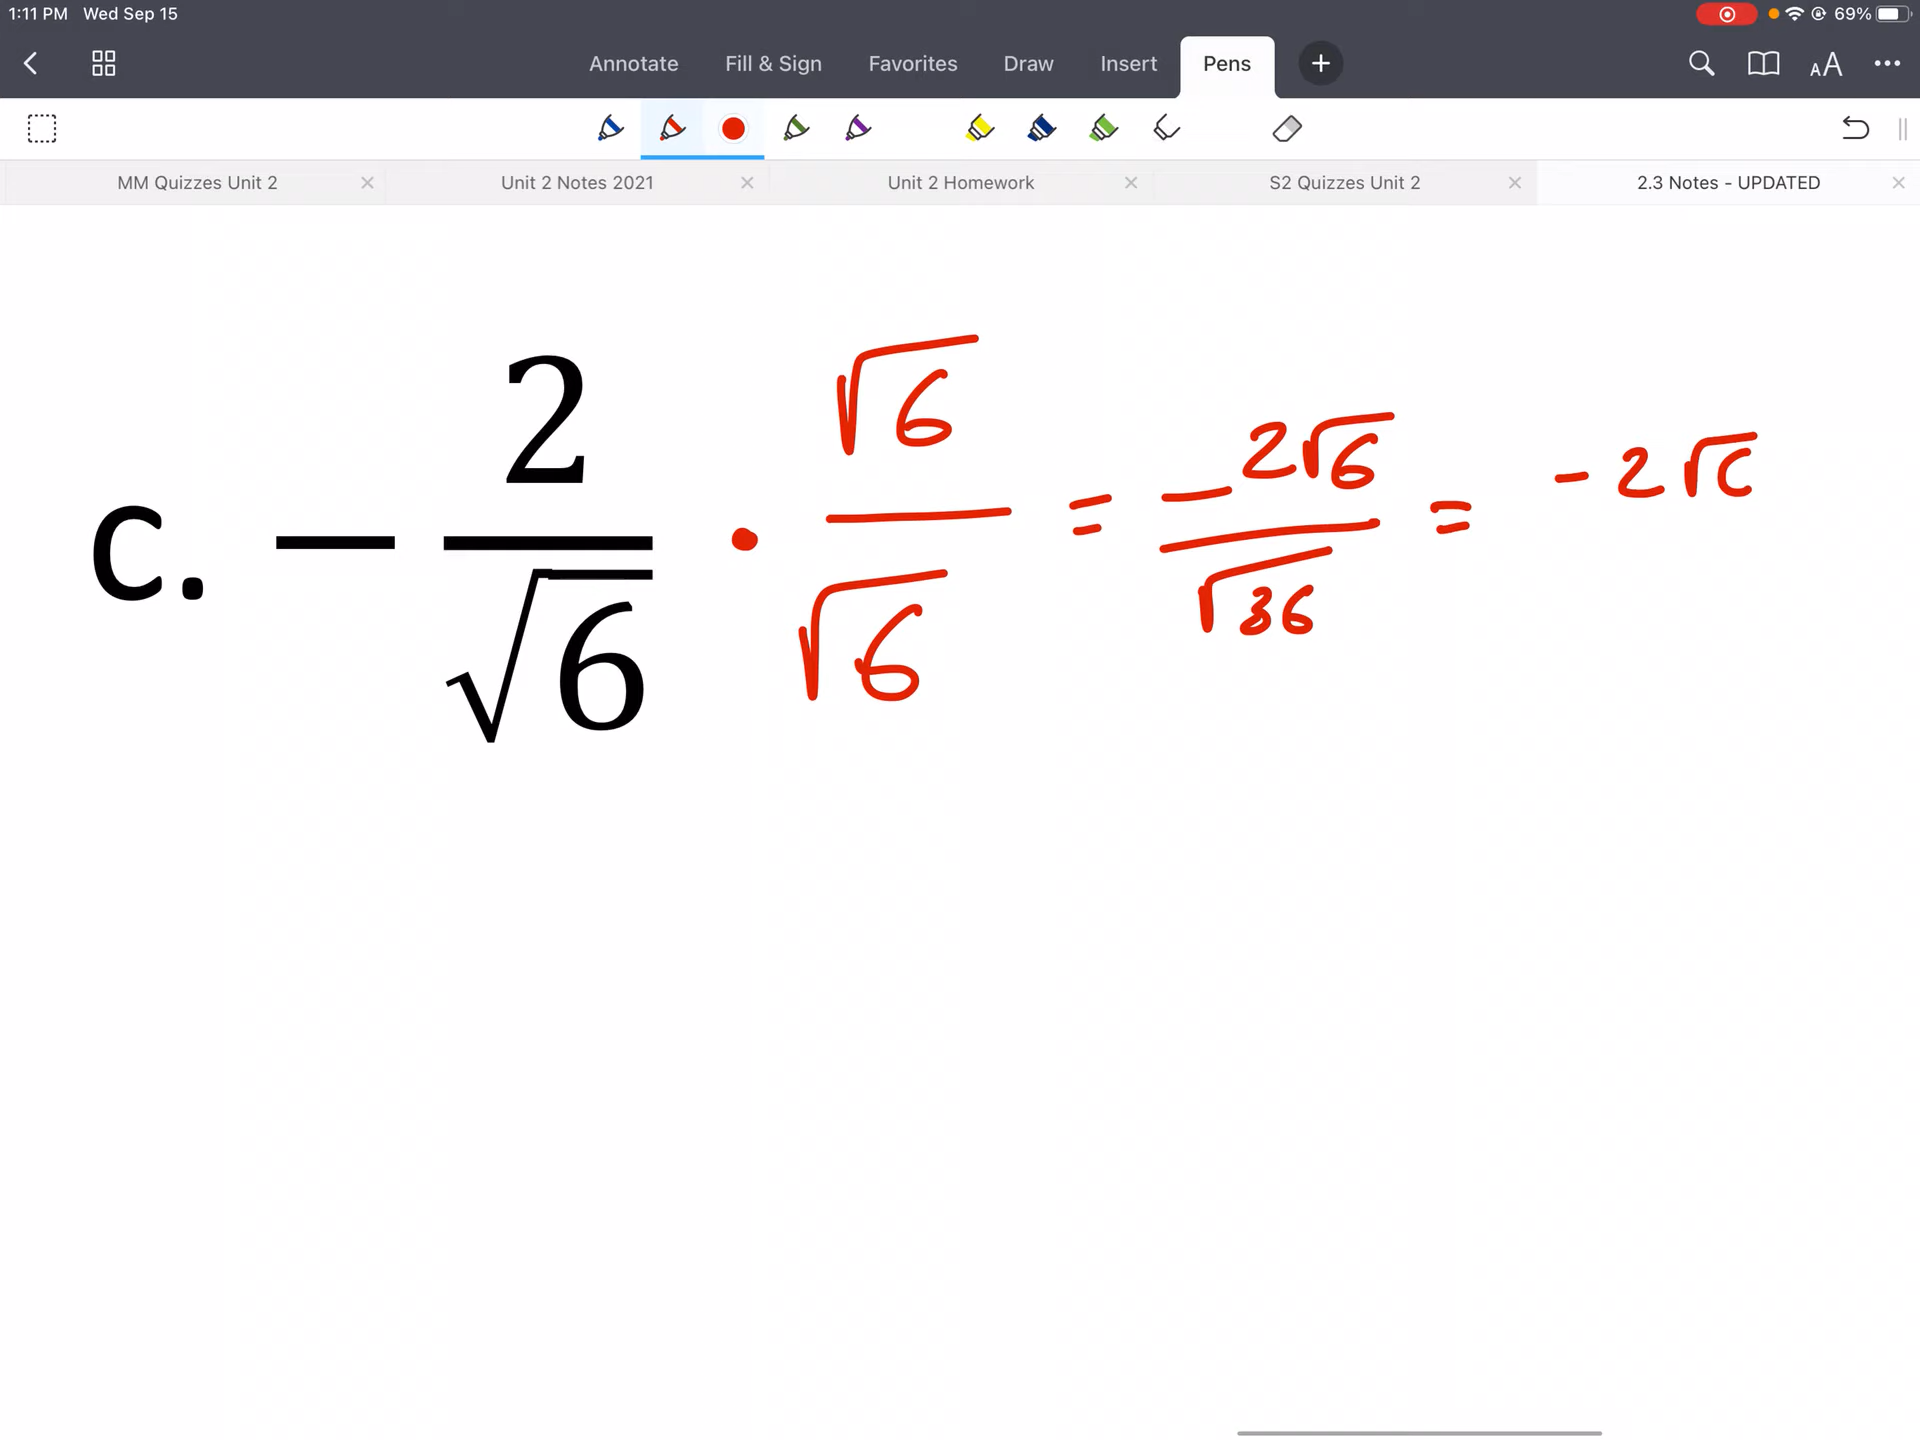 1:11 PM Wed Sep 15 69%
Annotate Fill & Sign Favorites Draw Insert Pens
AA
MM Quizzes Unit 2 Unit 2 Notes 2021 Unit 2 Homework S2 Quizzes Unit 2 2.3 Notes - UPDATED
c. − 2/√6 • √6/√6 = −2√6/√36 = −2√6